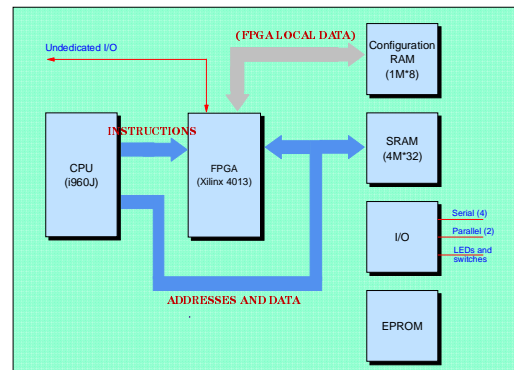 (FPGA LOCAL DATA)
Undedicated I/O
Configuration
RAM
(1M*8)
INSTRUCTIONS
CPU
(i960J)
FPGA
(Xilinx 4013)
SRAM
(4M*32)
I/O
Serial (4)
Parallel (2)
LEDs and
switches
ADDRESSES AND DATA
EPROM